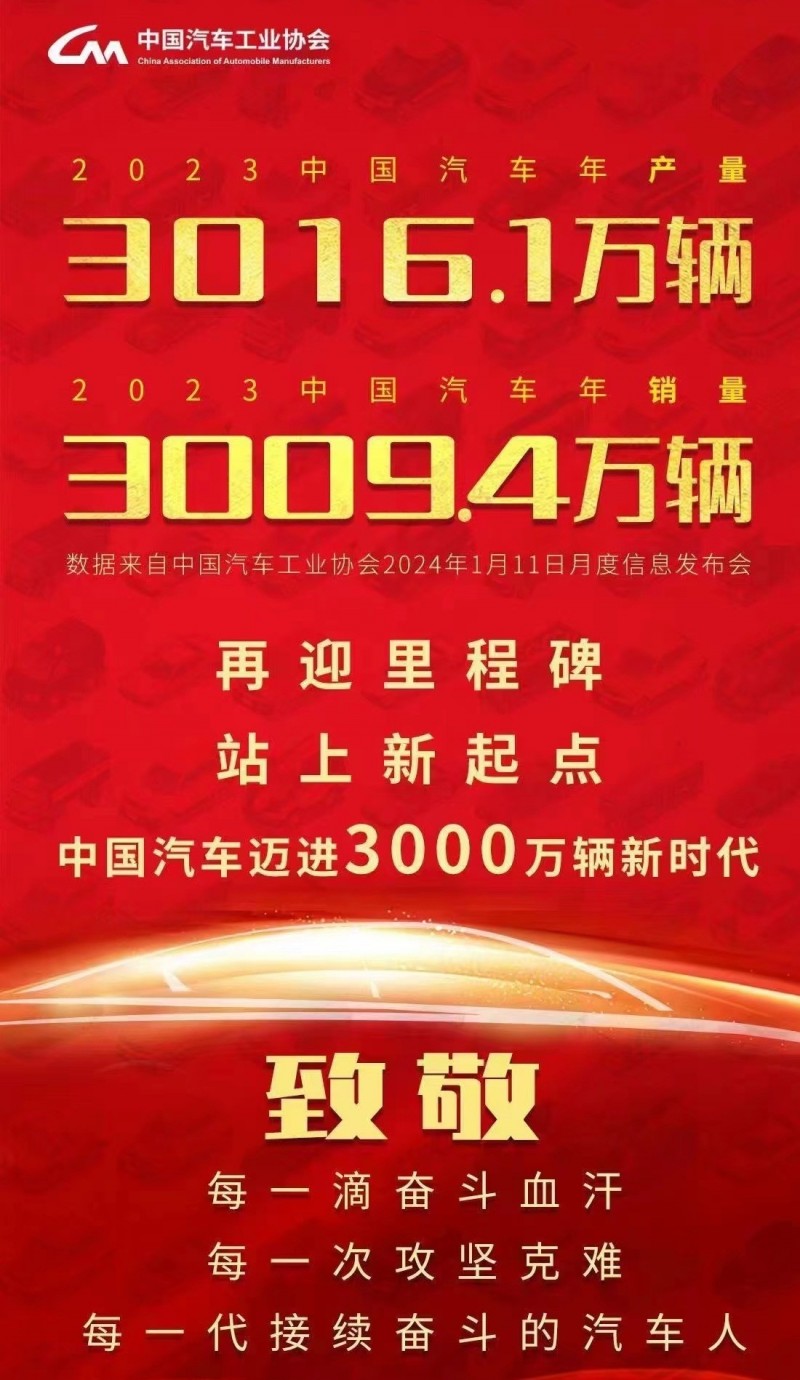 中国汽车工业协会
China Association of Automobile Manufacturers
2023中国汽车年产量
3016.1万辆
2023中国汽车年销量
3009.4万辆
数据来自中国汽车工业协会2024年1月11日月度信息发布会
再迎里程碑
站上新起点
中国汽车迈进3000万辆新时代
致敬
每一滴奋斗血汗
每一次攻坚克难
每一代接续奋斗的汽车人